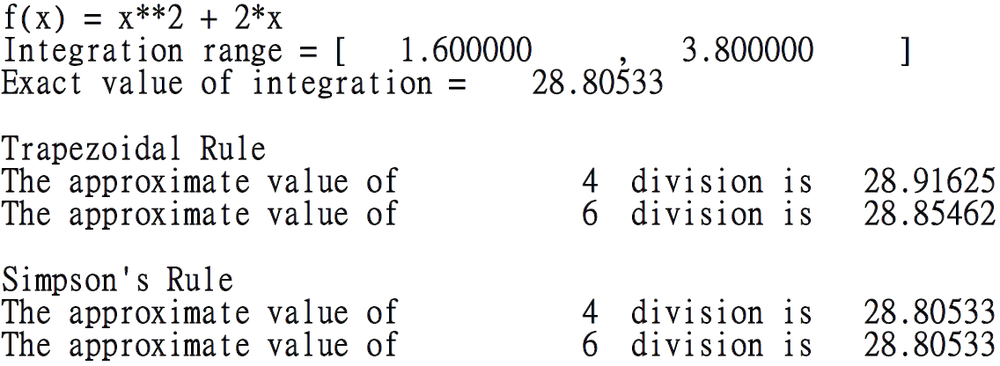 f(x) = x**2 + 2*x
Integration range = [   1.600000     ,   3.800000     ]
Exact value of integration =    28.80533

Trapezoidal Rule
The approximate value of           4  division is   28.91625
The approximate value of           6  division is   28.85462

Simpson's Rule
The approximate value of           4  division is   28.80533
The approximate value of           6  division is   28.80533